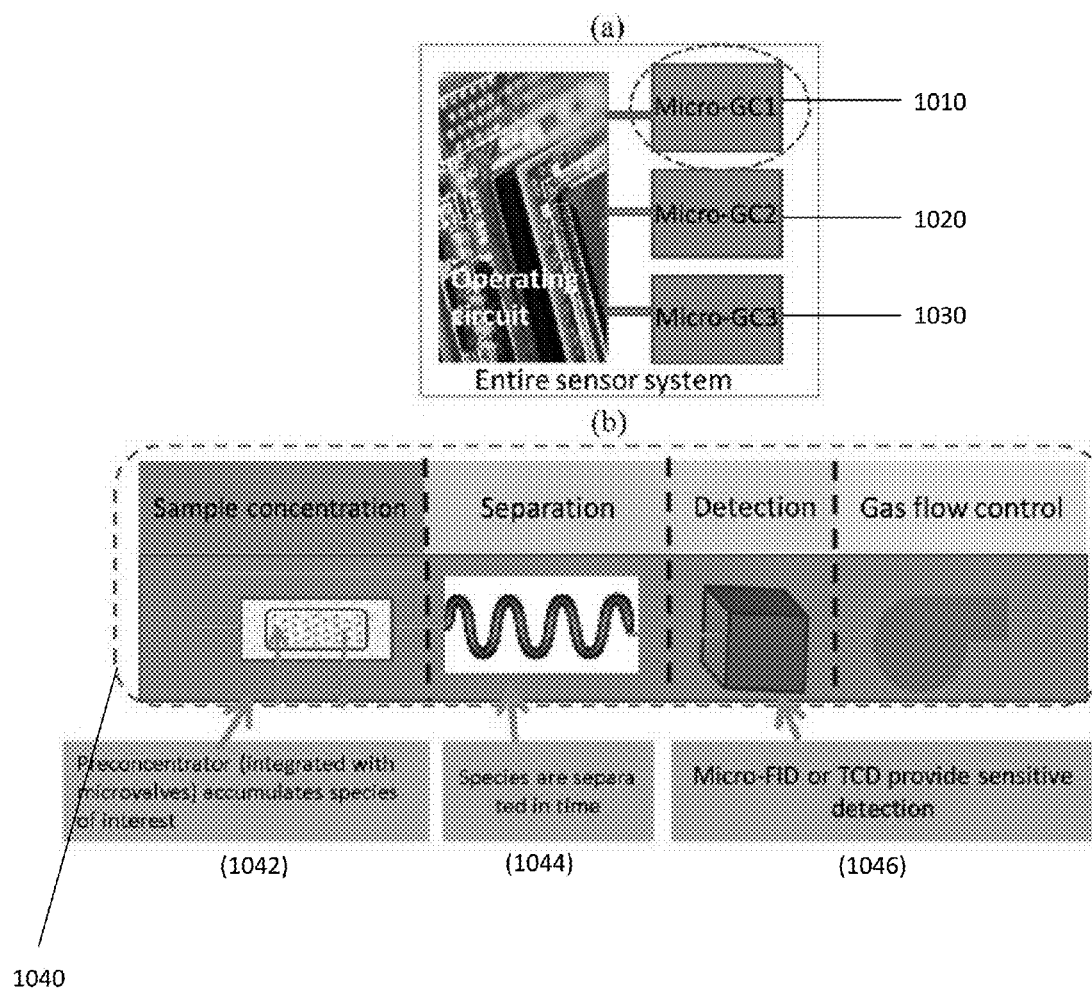 (a)
Micro-GC1
1010
Micro-GC2
1020
Operating
circuit
Micro-GC3
1030
Entire sensor system
(b)
Sample concentration
Separation
Detection
Gas flow control
Preconcentrator (integrated with
microvalves) accumulates species
of interest
Species are separa
ted in time
Micro-FID or TCD provide sensitive
detection
(1042)
(1044)
(1046)
1040